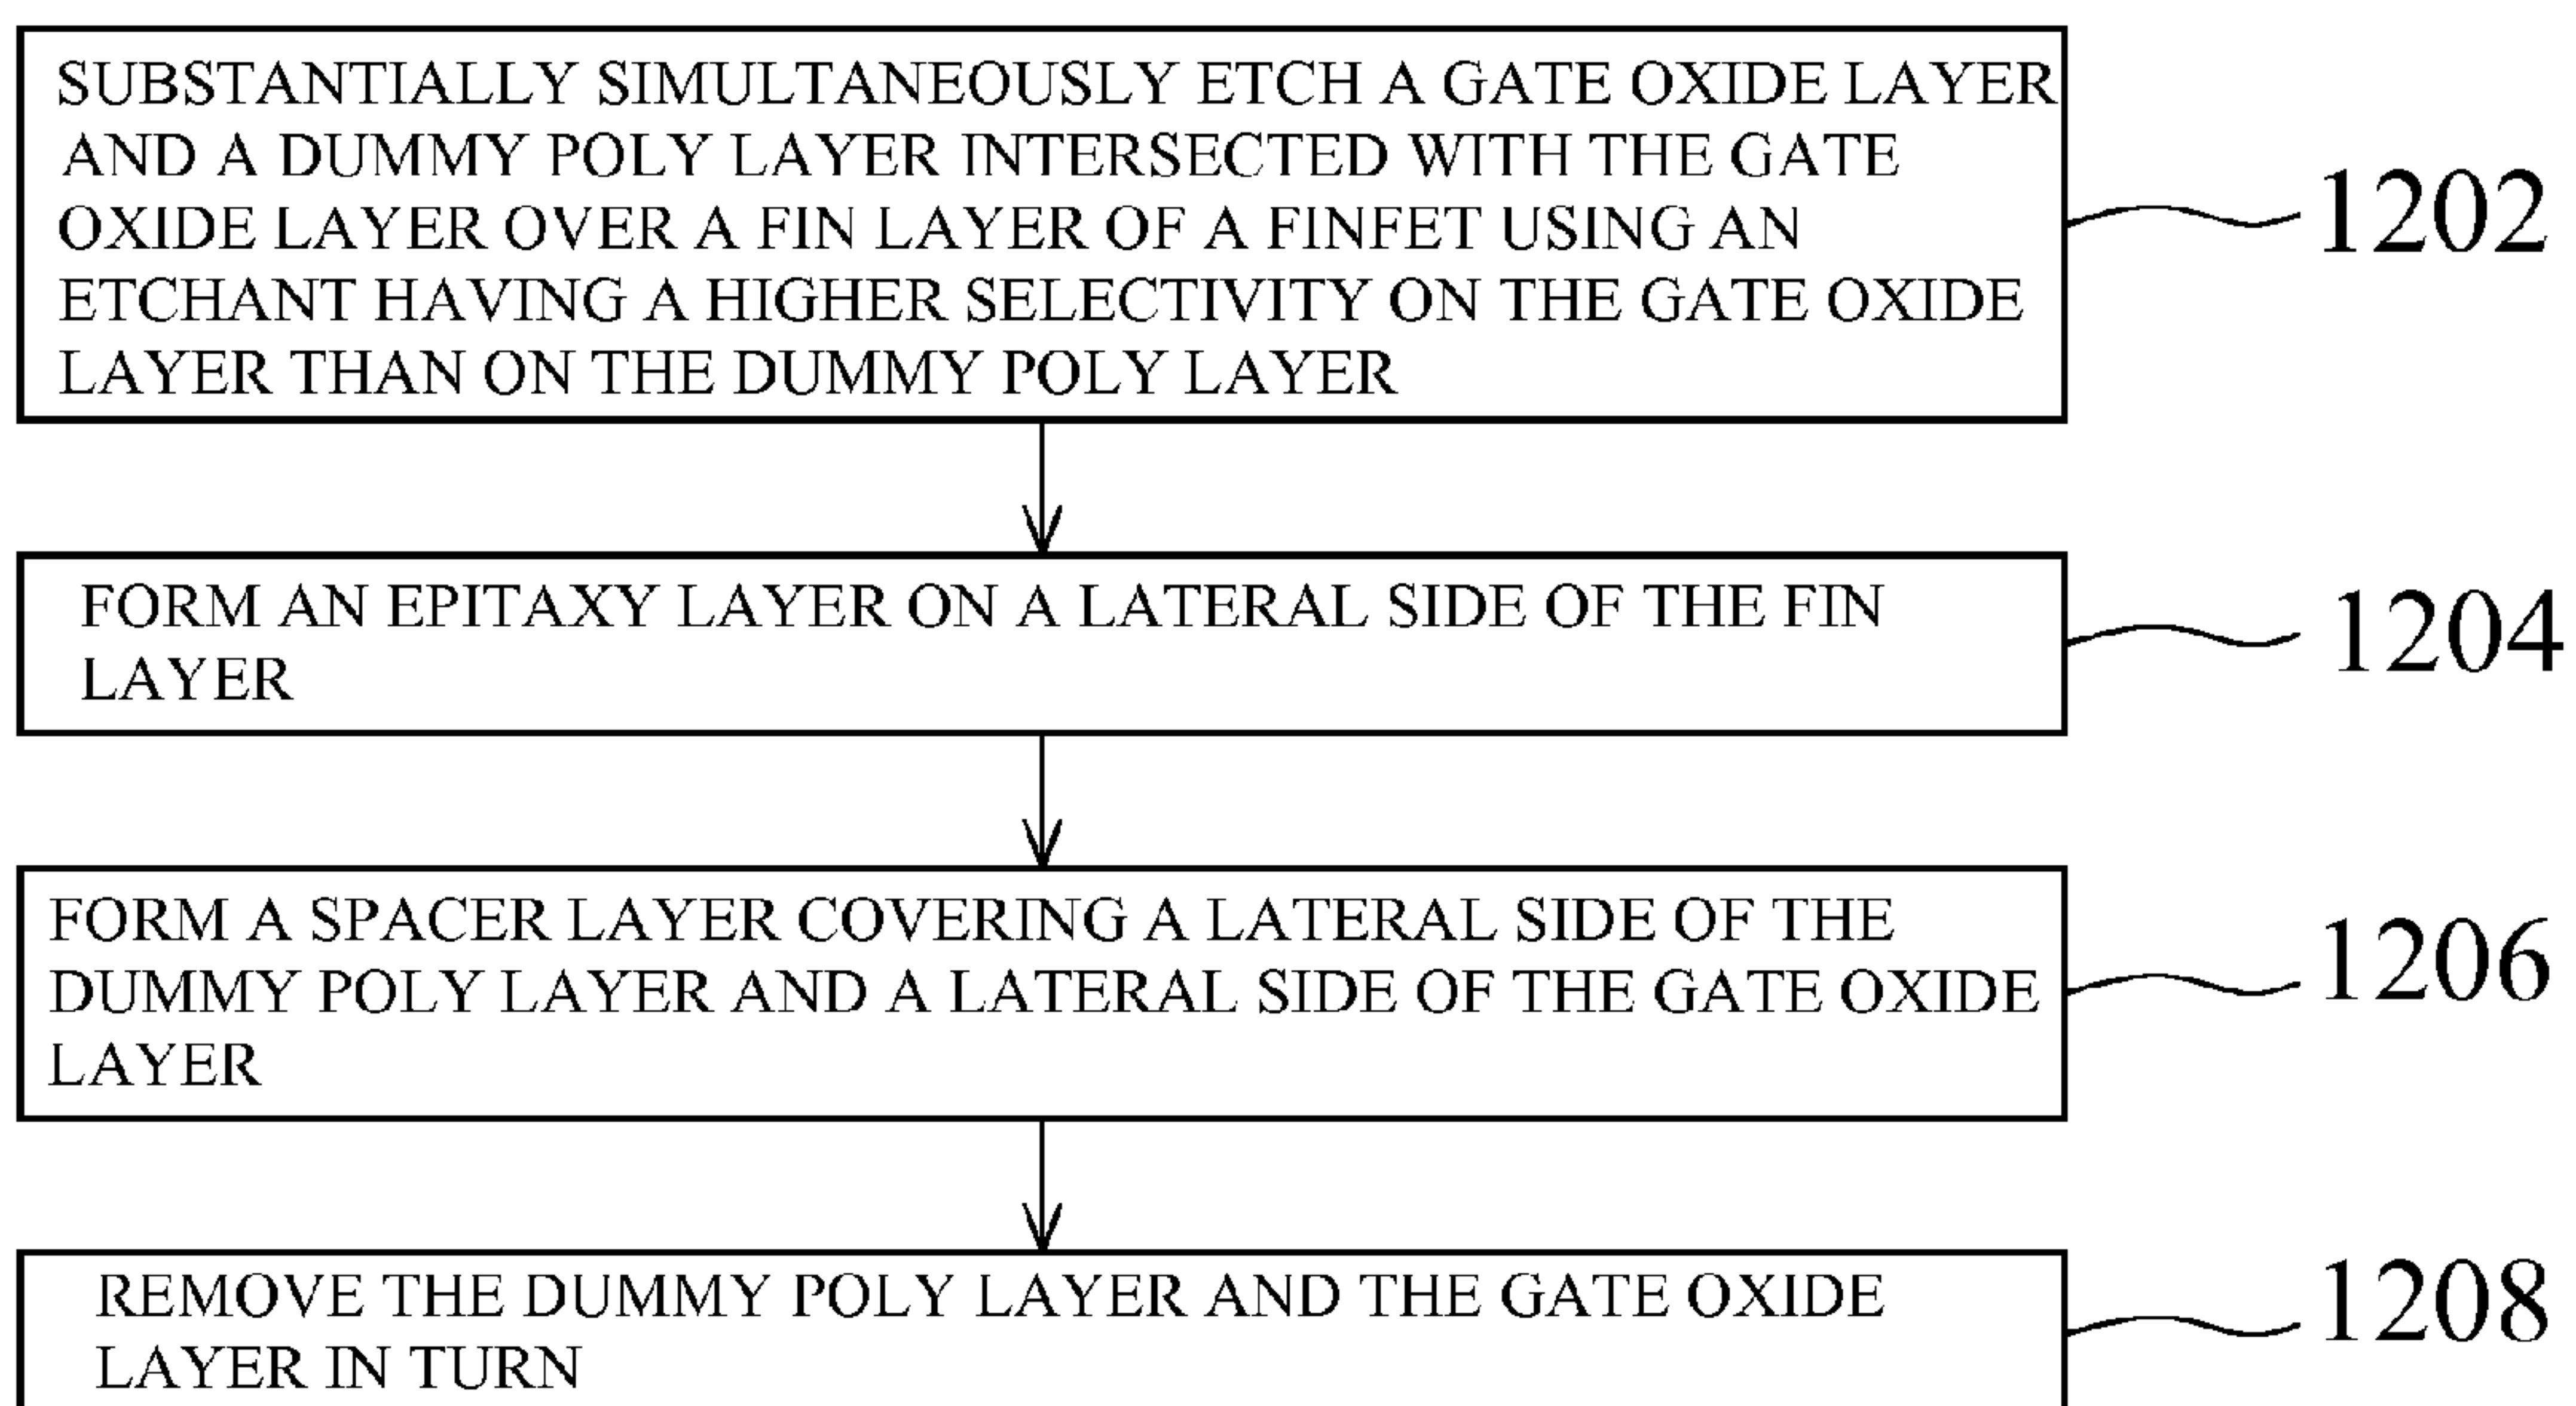 SUBSTANTIALLY SIMULTANEOUSLY ETCH A GATE OXIDE LAYER
AND A DUMMY POLY LAYER INTERSECTED WITH THE GATE
OXIDE LAYER OVER A FIN LAYER OF A FINFET USING AN
ETCHANT HAVING A HIGHER SELECTIVITY ON THE GATE OXIDE
LAYER THAN ON THE DUMMY POLY LAYER
1202
FORM AN EPITAXY LAYER ON A LATERAL SIDE OF THE FIN
LAYER
1204
FORM A SPACER LAYER COVERING A LATERAL SIDE OF THE
DUMMY POLY LAYER AND A LATERAL SIDE OF THE GATE OXIDE
LAYER
1206
REMOVE THE DUMMY POLY LAYER AND THE GATE OXIDE
LAYER IN TURN
1208